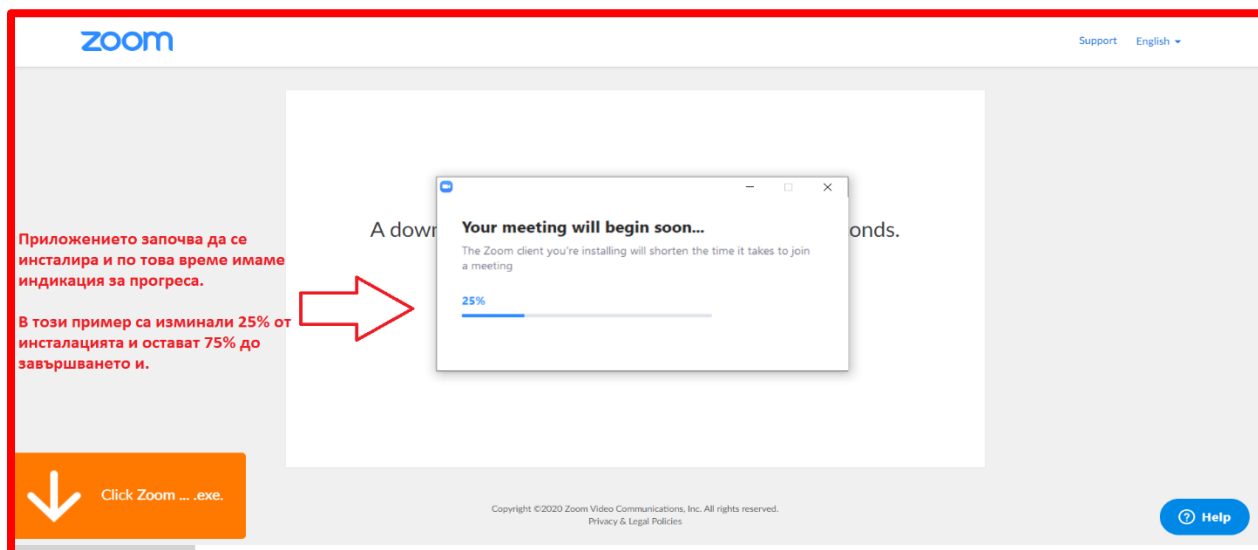 zoom
Support English
A down
onds.
Your meeting will begin soon...
The Zoom client you're installing will shorten the time it takes to join
a meeting
25%
Приложението започва да се
инсталира и по това време имаме
индикация за прогреса.
В този пример са изминали 25% от
инсталацията и остават 75% до
завършването и.
Click Zoom ... .exe.
Copyright ©2020 Zoom Video Communications, Inc. All rights reserved.
Privacy & Legal Policies
Help